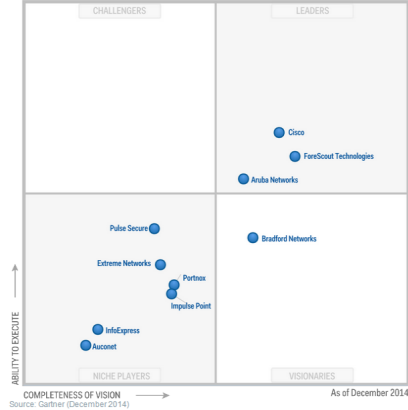 CHALLENGERS
LEADERS
Cisco
ForeScout Technologies
Aruba Networks
Pulse Secure
Bradford Networks
Extreme Networks
Portnox
Impulse Point
InfoExpress
Auconet
NICHE PLAYERS
VISIONARIES
ABILITY TO EXECUTE
COMPLETENESS OF VISION
As of December 2014
Source: Gartner (December 2014)